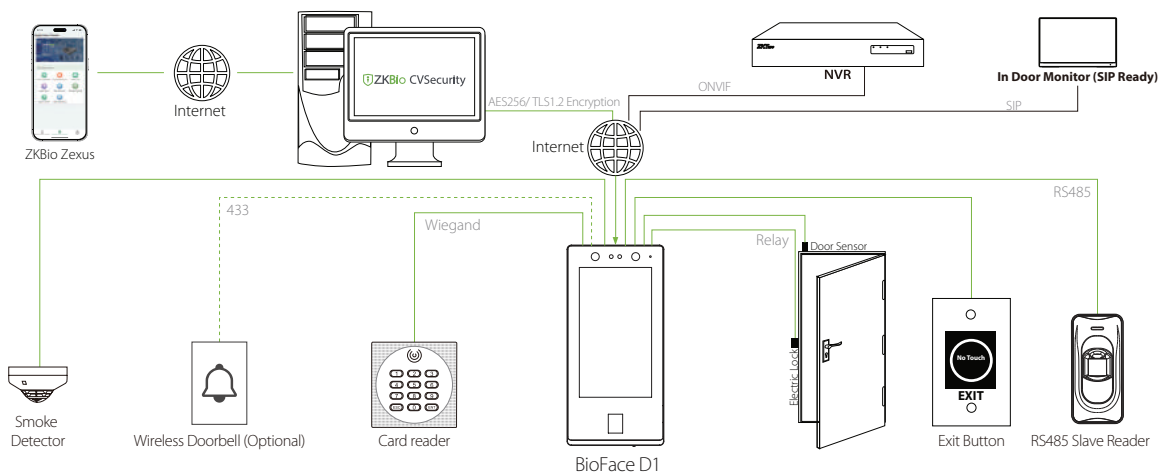 ZKBio CVSecurity
NVR
In Door Monitor (SIP Ready)
ONVIF
AES256/ TLS1.2 Encryption
SIP
Internet
Internet
ZKBio Zexus
433
RS485
Wiegand
Relay
Door Sensor
Electric Lock
No Touch
EXIT
Smoke
Detector
Wireless Doorbell (Optional)
Card reader
Exit Button
RS485 Slave Reader
BioFace D1